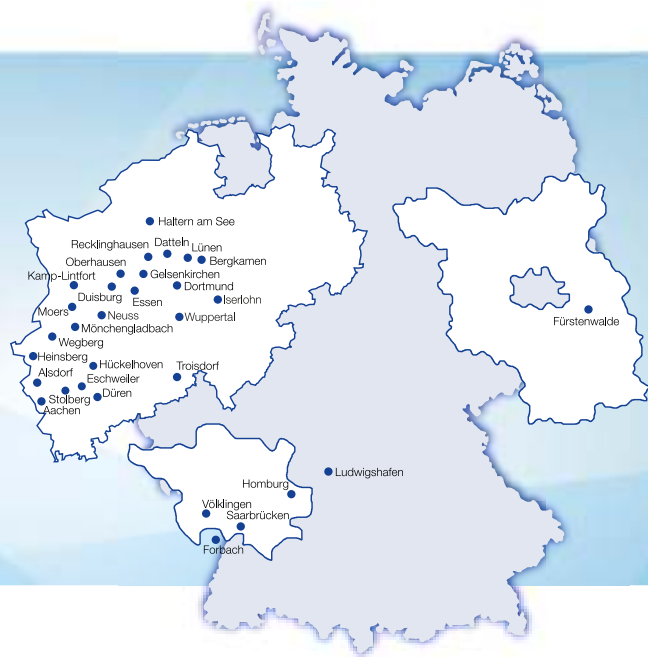 Haltern am See
Recklinghausen
Datteln
Lünen
Bergkamen
Oberhausen
Gelsenkirchen
Kamp-Lintfort
Duisburg
Essen
Dortmund
Iserlohn
Moers
Neuss
Wuppertal
Mönchengladbach
Wegberg
Heinsberg
Hückelhoven
Troisdorf
Alsdorf
Eschweiler
Stolberg
Düren
Aachen
Fürstenwalde
Ludwigshafen
Homburg
Völklingen
Saarbrücken
Forbach